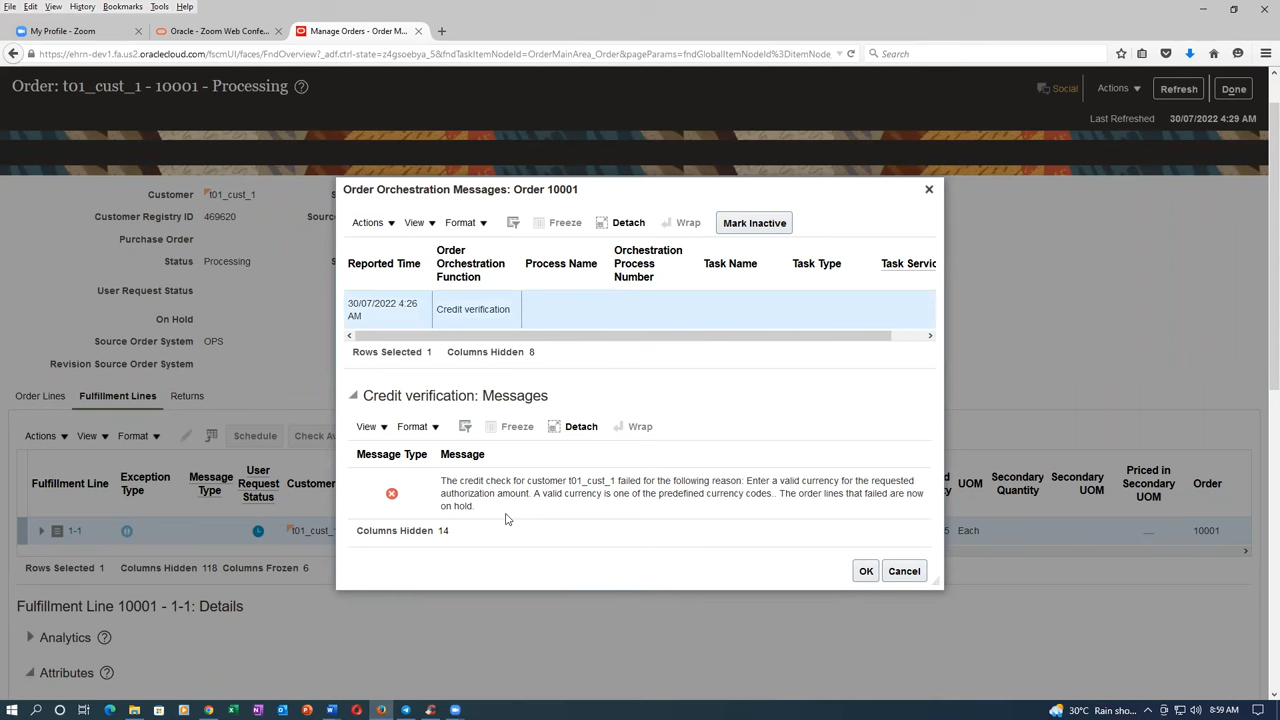 File Edit View History Bookmarks Tools Help
My Profile - Zoom
Oracle - Zoom Web Confe...
Manage Orders - Order M...
https://ehrn-dev1.fa.us2.oraclecloud.com/fscmUI/faces/FndOverview?_adf.ctrl-state=z4gsoebya_5&fndTaskItemNodeId=OrderMainArea_Order&pageParams=fndGlobalItemNodeId%3DitemNode
Search
Order: t01_cust_1 - 10001 - Processing
Social
Actions
Refresh
Done
Last Refreshed 30/07/2022 4:29 AM
Customer t01_cust_1
Customer Registry ID 469620
Sour
Purchase Order
Status Processing
User Request Status
On Hold
Source Order System OPS
Revision Source Order System
Order Lines Fulfillment Lines Returns
Actions View Format Schedule Check Av
Fulfillment Line
Exception Type
Message Type
User Request Status
Customer
UOM
Secondary Quantity
Secondary UOM
Priced in Secondary UOM
Order
1-1
t01_cust_
5 Each
10001
Rows Selected 1 Columns Hidden 118 Columns Frozen 6
Fulfillment Line 10001 - 1-1: Details
Analytics
Attributes
Order Orchestration Messages: Order 10001
Actions View Format Freeze Detach Wrap Mark Inactive
Reported Time
Order Orchestration Function
Process Name
Orchestration Process Number
Task Name
Task Type
Task Servic
30/07/2022 4:26 AM
Credit verification
Rows Selected 1 Columns Hidden 8
Credit verification: Messages
View Format Freeze Detach Wrap
Message Type Message
The credit check for customer t01_cust_1 failed for the following reason: Enter a valid currency for the requested
authorization amount. A valid currency is one of the predefined currency codes.. The order lines that failed are now
on hold.
Columns Hidden 14
OK Cancel
30°C Rain sho...
8:59 AM